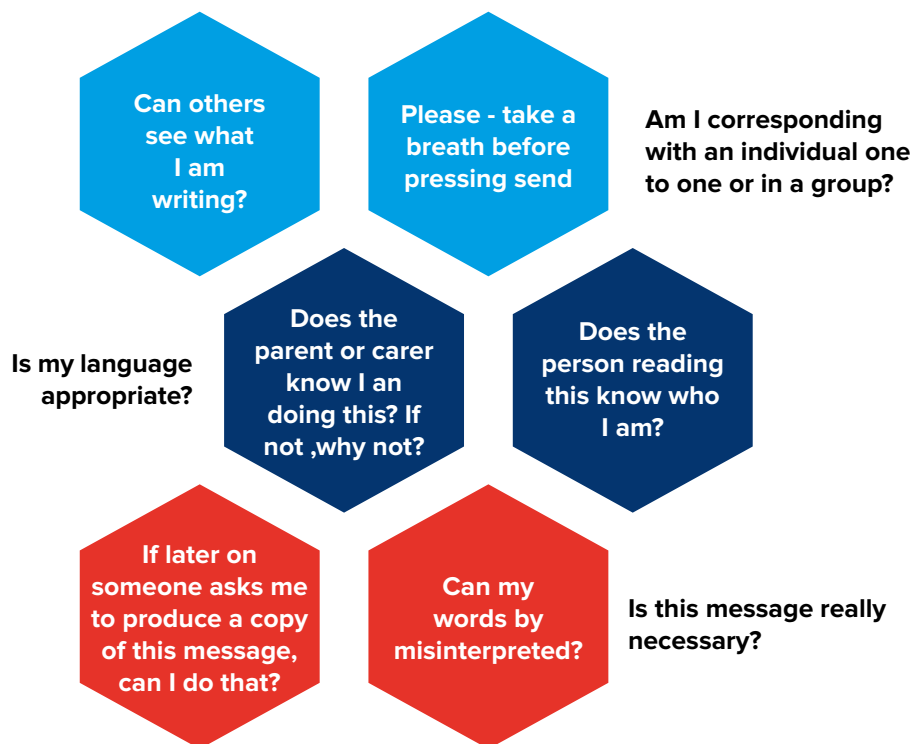 Can others
see what
I am
writing?
Please - take a
breath before
pressing send
Am I corresponding
with an individual one
to one or in a group?
Is my language
appropriate?
Does the
parent or carer
know I an
doing this? If
not ,why not?
Does the
person reading
this know who
I am?
If later on
someone asks me
to produce a copy
of this message,
can I do that?
Can my
words by
misinterpreted?
Is this message really
necessary?